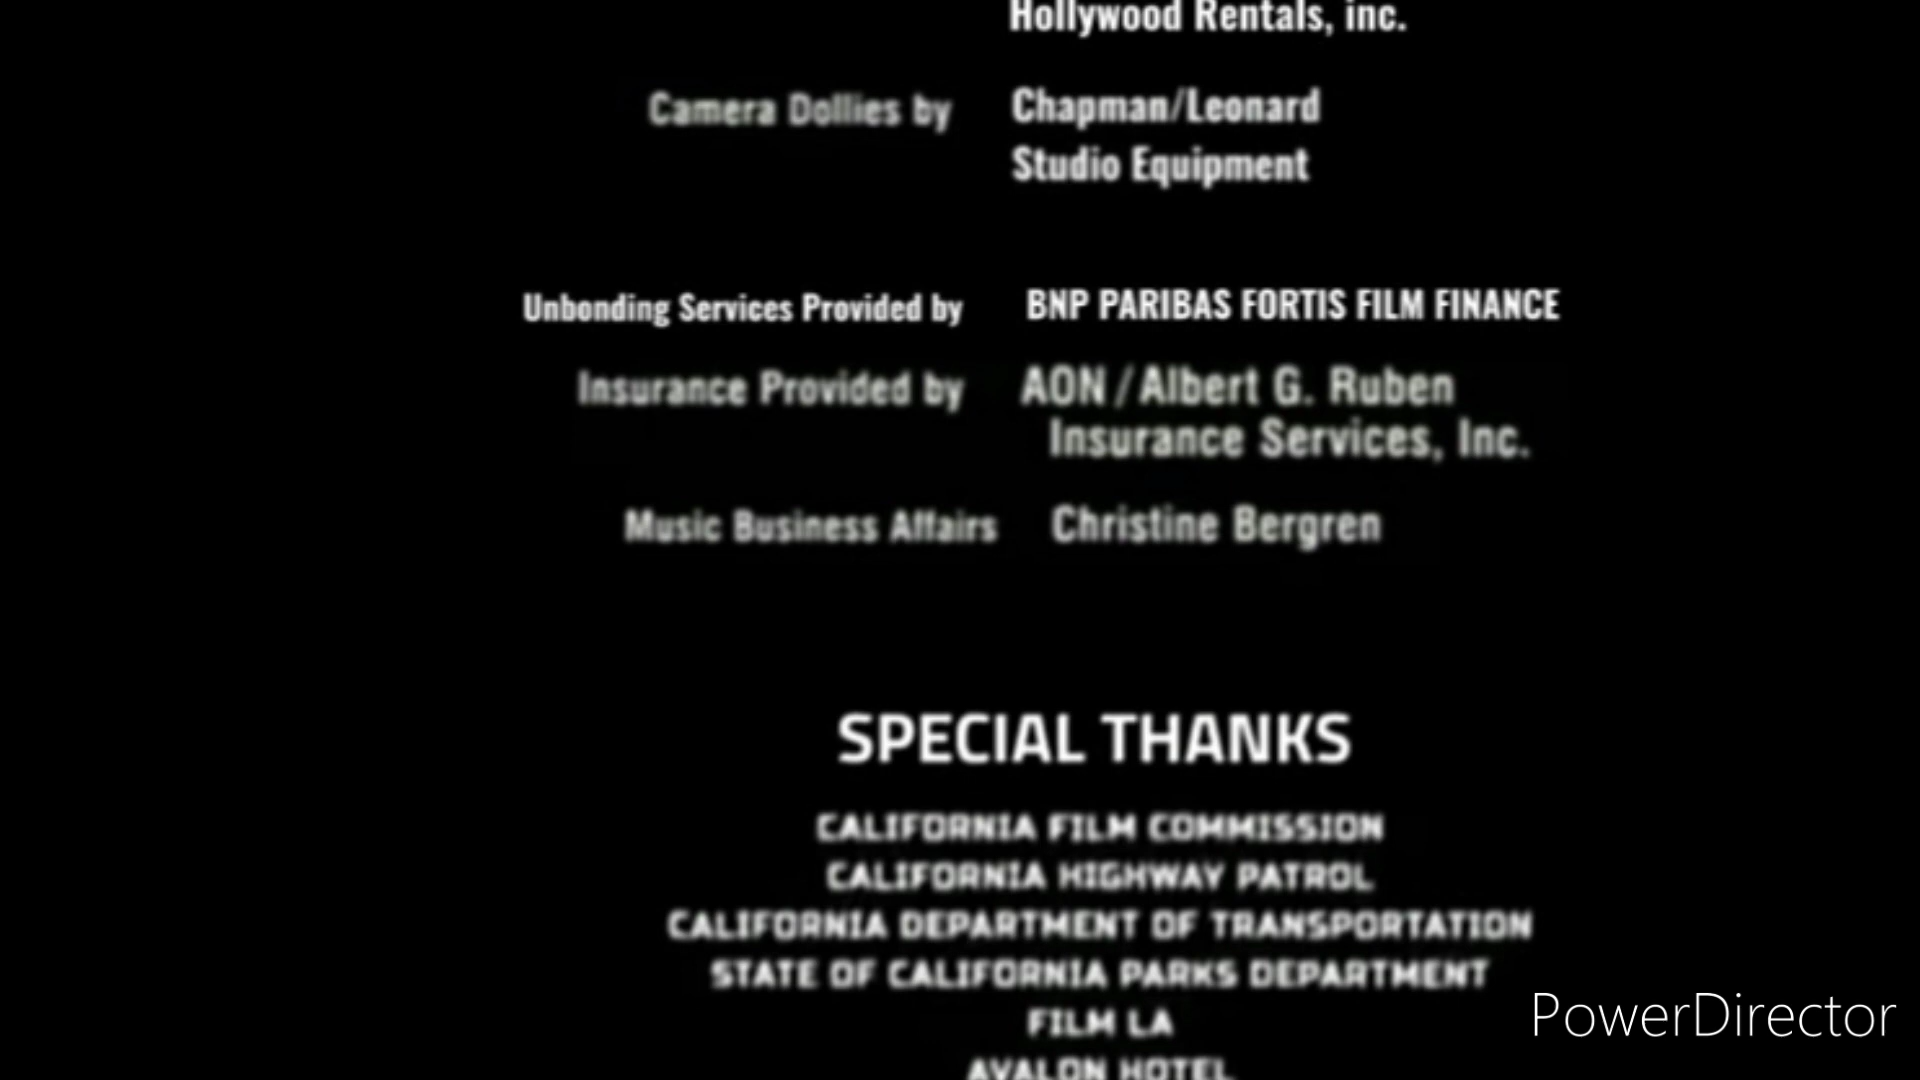 Hollywood Rentals, inc.
Camera Dollies by Chapman/Leonard
Studio Equipment
Unbonding Services Provided by BNP PARIBAS FORTIS FILM FINANCE
Insurance Provided by AON / Albert G. Ruben
Insurance Services, Inc.
Music Business Affairs Christine Bergren
SPECIAL THANKS
CALIFORNIA FILM COMMISSION
CALIFORNIA HIGHWAY PATROL
CALIFORNIA DEPARTMENT OF TRANSPORTATION
STATE OF CALIFORNIA PARKS DEPARTMENT
FILM LA
AVALON HOTEL
PowerDirector